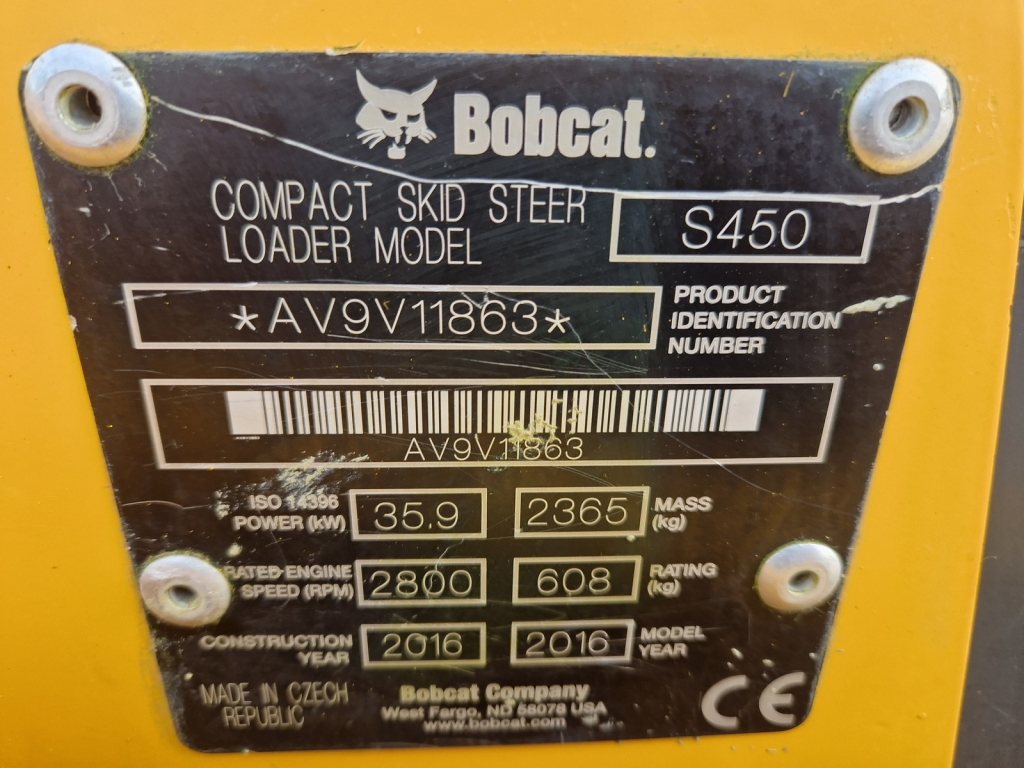 Bobcat.
COMPACT SKID STEER
LOADER MODEL
S450
*AV9V11863*
PRODUCT
IDENTIFICATION
NUMBER
AV9V11863
ISO 14396
POWER (kW)
35.9
2365
MASS
(kg)
RATED ENGINE
SPEED (RPM)
2800
608
RATING
(kg)
CONSTRUCTION
YEAR
2016
2016
MODEL
YEAR
MADE IN CZECH
REPUBLIC
Bobcat Company
West Fargo, ND 58078 USA
www.bobcat.com
CE